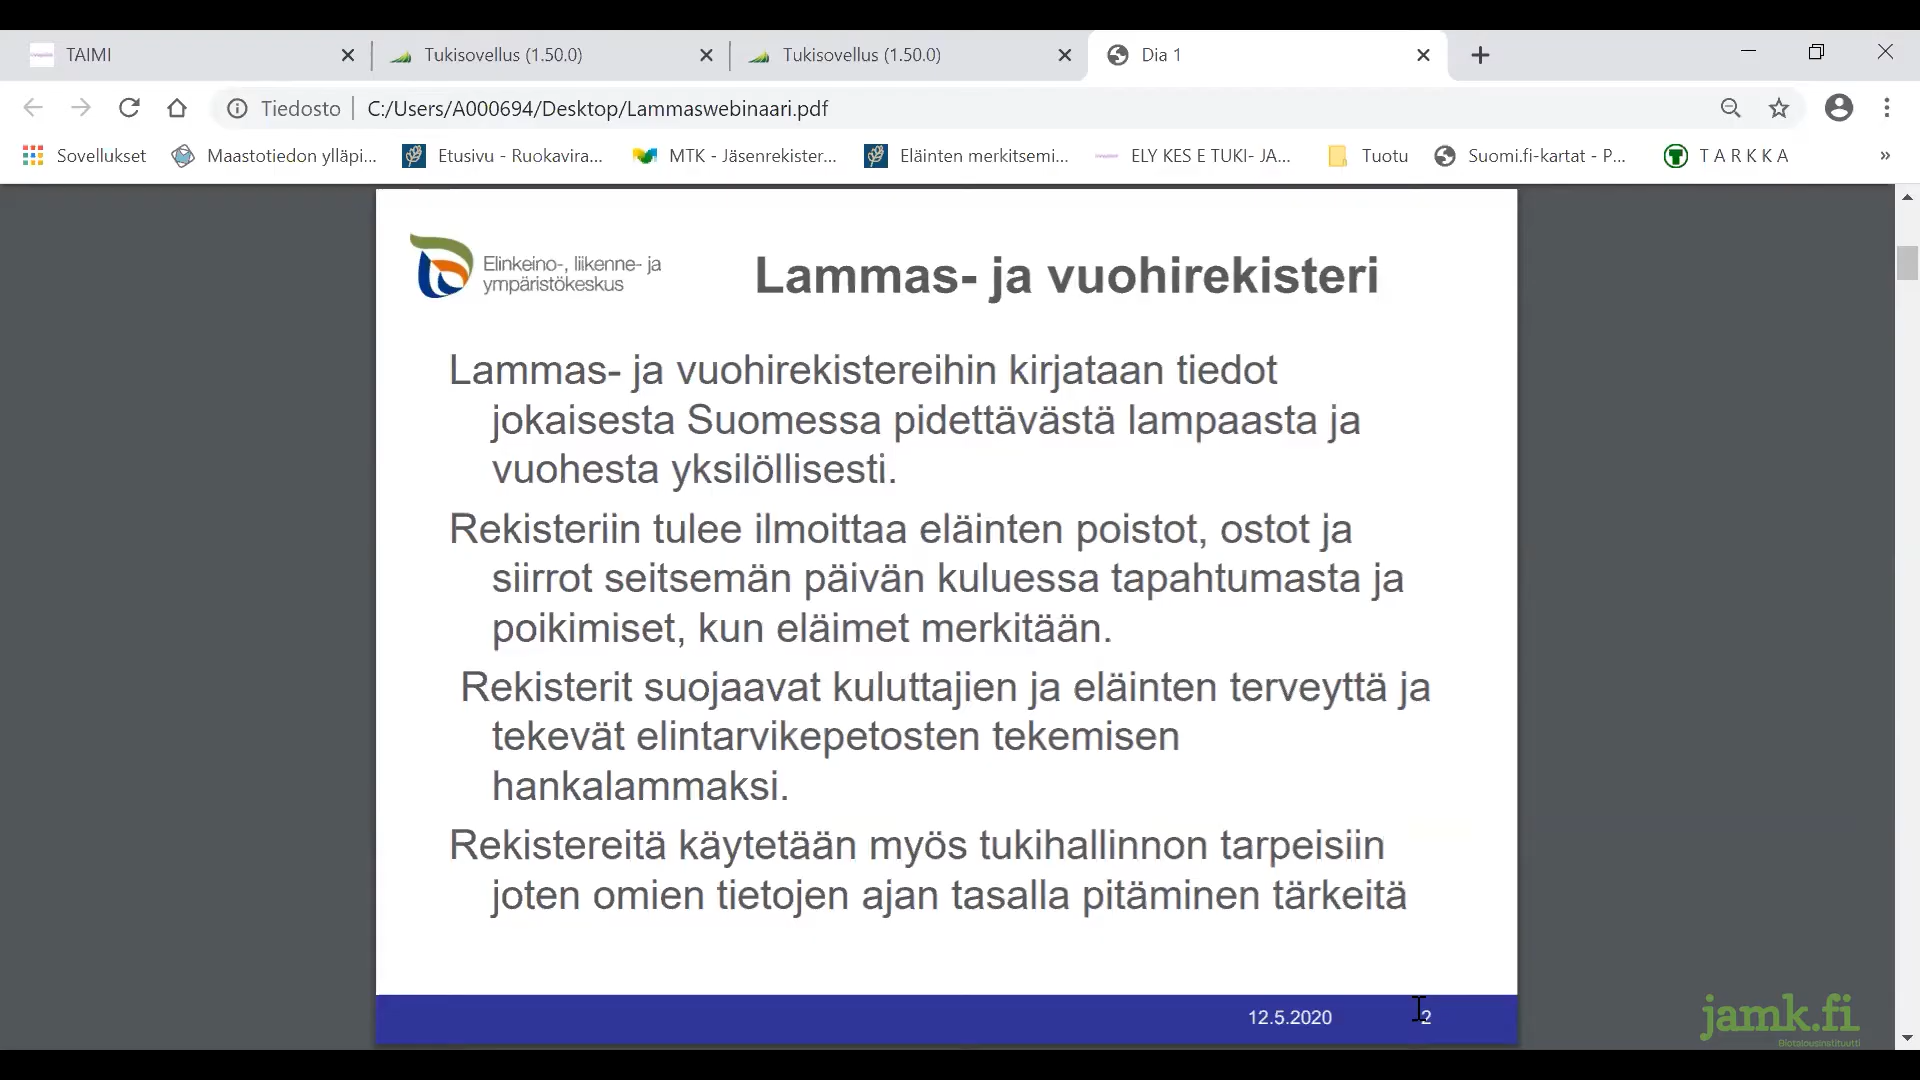 TAIMI
Tukisovellus (1.50.0)
Tukisovellus (1.50.0)
Dia 1
Tiedosto
C:/Users/A000694/Desktop/Lammaswebinaari.pdf
Sovellukset
Maastotiedon ylläpi...
Etusivu - Ruokavira...
MTK - Jäsenrekister...
Eläinten merkitsemi...
ELY KES E TUKI- JA...
Tuotu
Suomi.fi-kartat - P...
T A R K K A
»
Elinkeino-, liikenne- ja
ympäristökeskus
Lammas- ja vuohirekisteri
Lammas- ja vuohirekistereihin kirjataan tiedot
jokaisesta Suomessa pidettävästä lampaasta ja
vuohesta yksilöllisesti.
Rekisteriin tulee ilmoittaa eläinten poistot, ostot ja
siirrot seitsemän päivän kuluessa tapahtumasta ja
poikimiset, kun eläimet merkitään.
Rekisterit suojaavat kuluttajien ja eläinten terveyttä ja
tekevät elintarvikepetosten tekemisen
hankalammaksi.
Rekistereitä käytetään myös tukihallinnon tarpeisiin
joten omien tietojen ajan tasalla pitäminen tärkeitä
12.5.2020
2
jamk.fi
Biotalousinstituutti